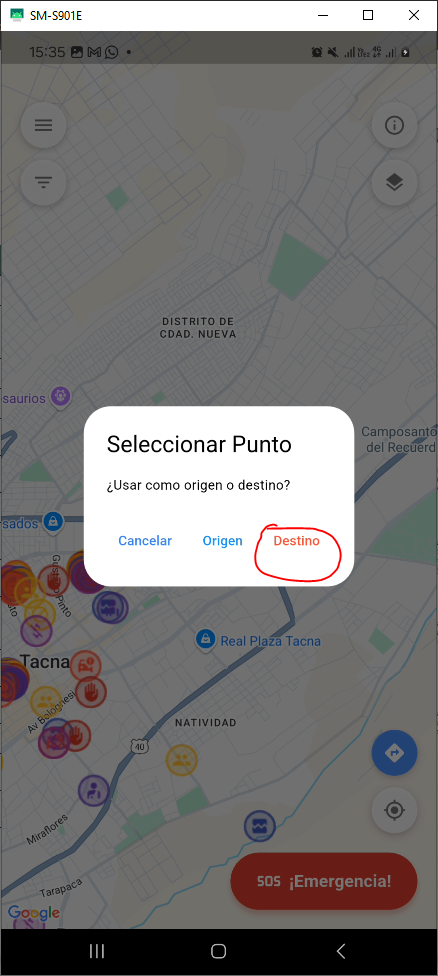 SM-S901E
15:35
DISTRITO DE
CDAD. NUEVA
saurios
Camposanto
del Recuerd
Seleccionar Punto
¿Usar como origen o destino?
Cancelar
Origen
Destino
sados
Gustavo Pinto
Real Plaza Tacna
Tacna
Av Bolognesi
NATIVIDAD
40
Miraflores
Tarapaca
SOS ¡Emergencia!
Google